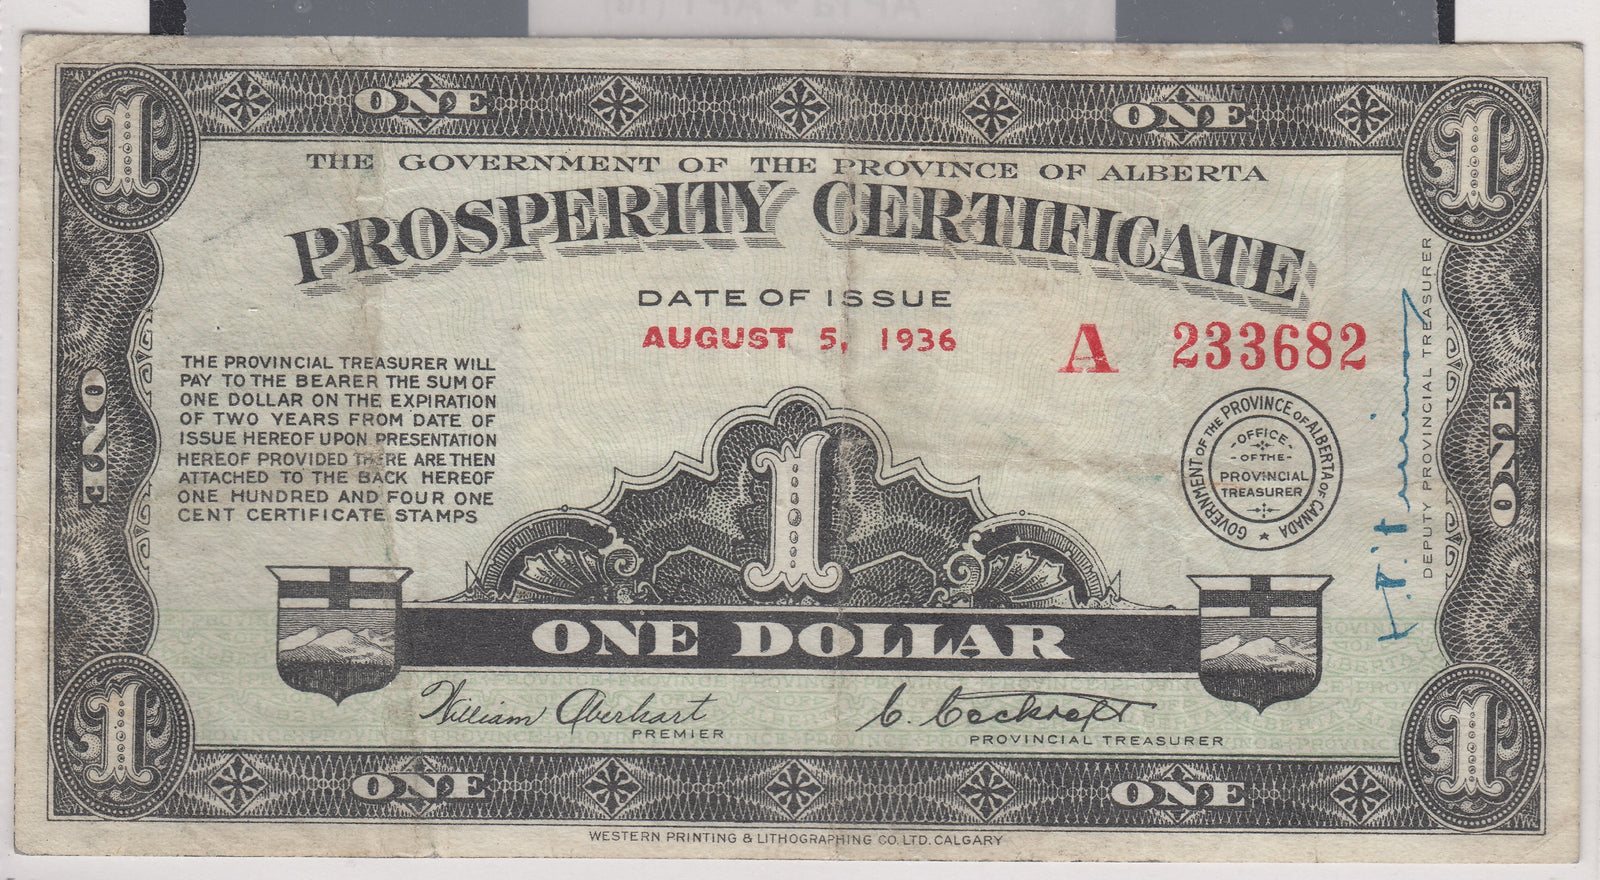 1 ONE ONE 1
THE GOVERNMENT OF THE PROVINCE OF ALBERTA
PROSPERITY CERTIFICATE
DATE OF ISSUE
AUGUST 5, 1936
A 233682
THE PROVINCIAL TREASURER WILL
PAY TO THE BEARER THE SUM OF
ONE DOLLAR ON THE EXPIRATION
OF TWO YEARS FROM DATE OF
ISSUE HEREOF UPON PRESENTATION
HEREOF PROVIDED THERE ARE THEN
ATTACHED TO THE BACK HEREOF
ONE HUNDRED AND FOUR ONE
CENT CERTIFICATE STAMPS
ONE
1
GOVERNMENT OF THE PROVINCE OF ALBERTA OF CANADA
-OFFICE-
-OF THE-
PROVINCIAL
TREASURER
DEPUTY PROVINCIAL TREASURER
ONE
ONE DOLLAR
William Aberhart
PREMIER
C. Cockroft
PROVINCIAL TREASURER
1 ONE ONE 1
WESTERN PRINTING & LITHOGRAPHING CO. LTD. CALGARY